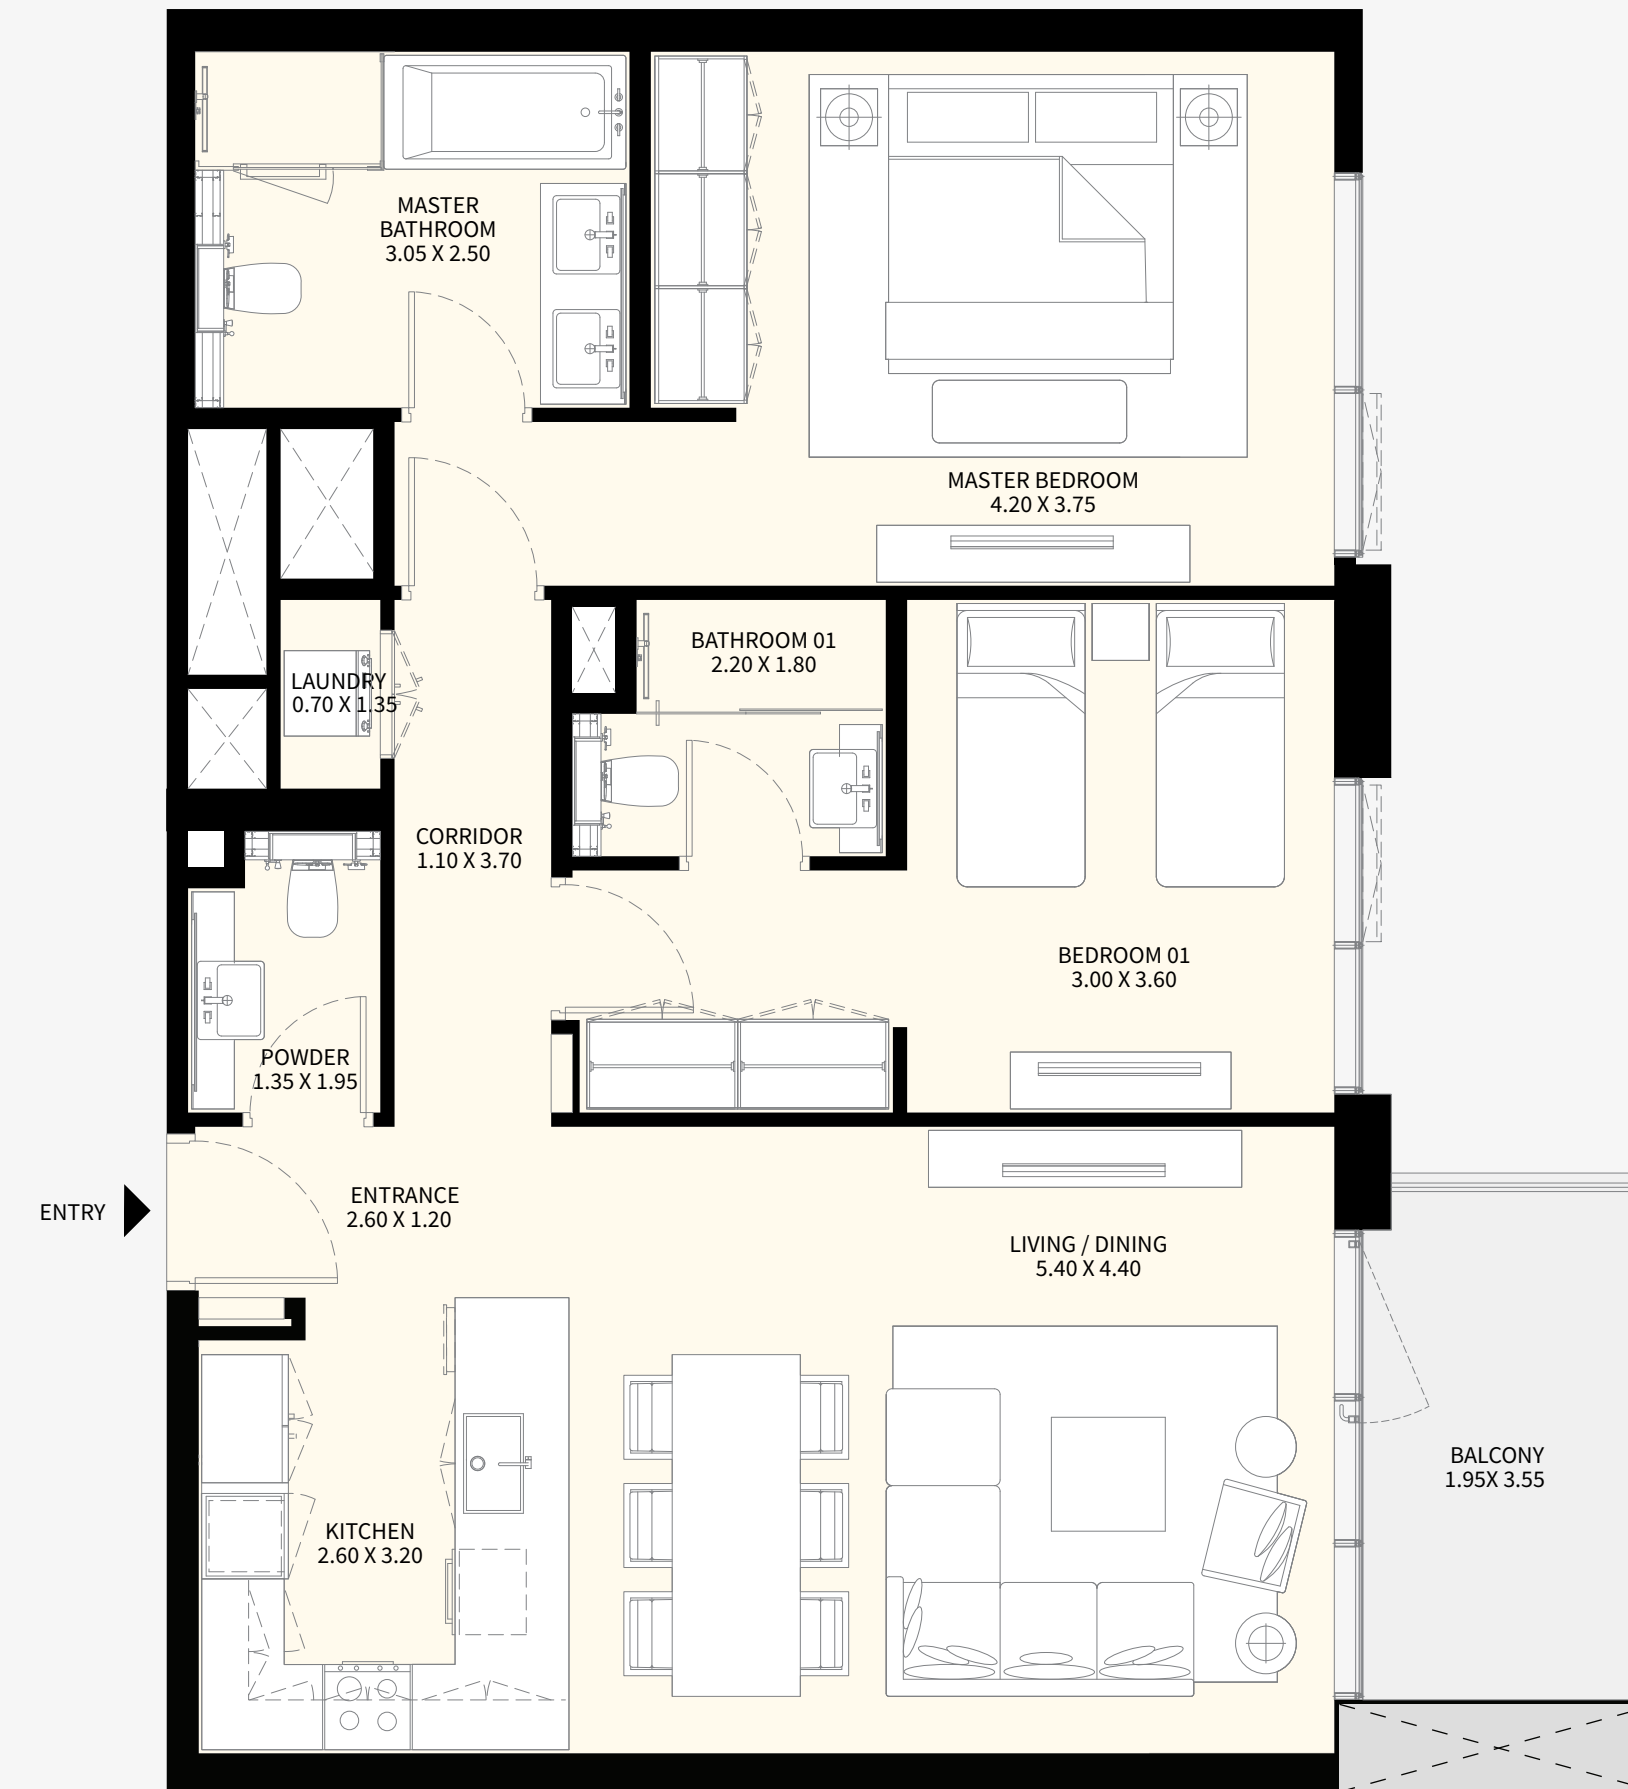 MASTER
BATHROOM
3.05 X 2.50
MASTER BEDROOM
4.20 X 3.75
BATHROOM 01
2.20 X 1.80
LAUNDRY
0.70 X 1.35
CORRIDOR
1.10 X 3.70
BEDROOM 01
3.00 X 3.60
POWDER
1.35 X 1.95
ENTRY
ENTRANCE
2.60 X 1.20
LIVING / DINING
5.40 X 4.40
BALCONY
1.95X 3.55
KITCHEN
2.60 X 3.20